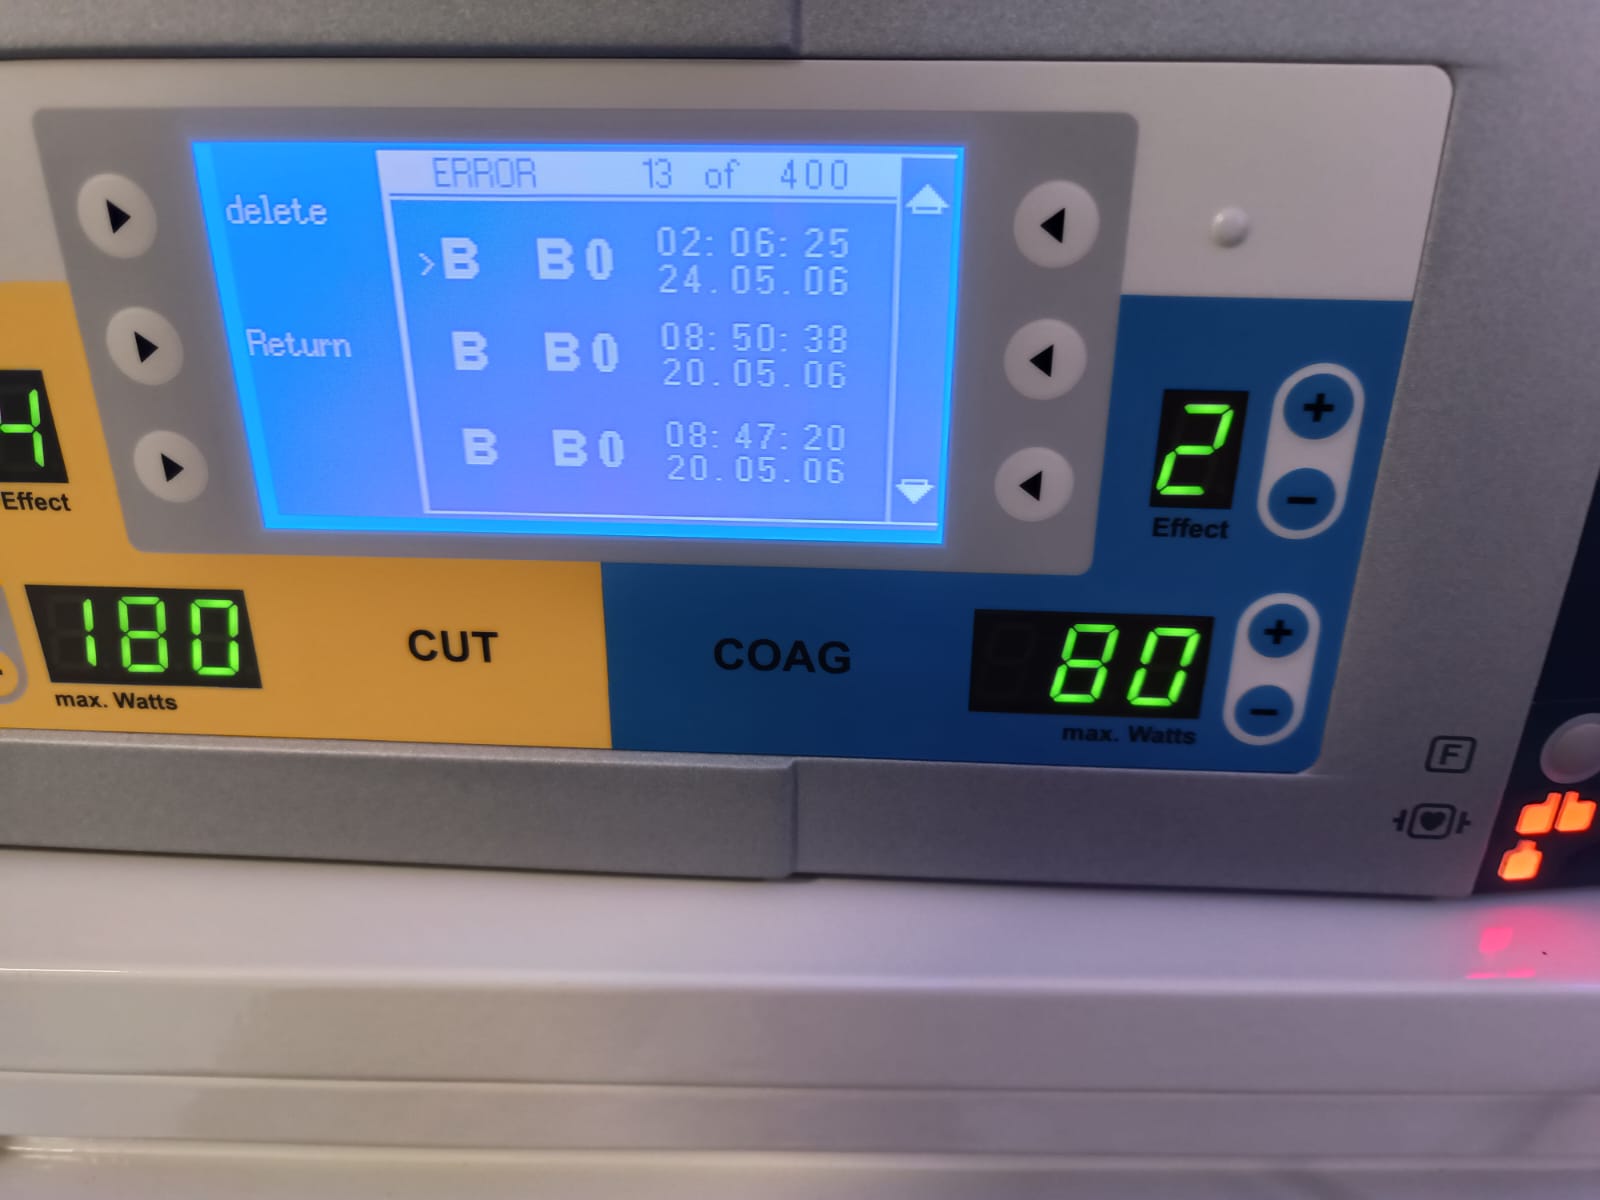 ERROR 13 of 400
delete
>B B0 02:06:25
24.05.06
Return
B B0 08:50:38
20.05.06
B B0 08:47:20
20.05.06
4
Effect
2
Effect
+
-
180
max. Watts
CUT
COAG
80
max. Watts
+
-
F